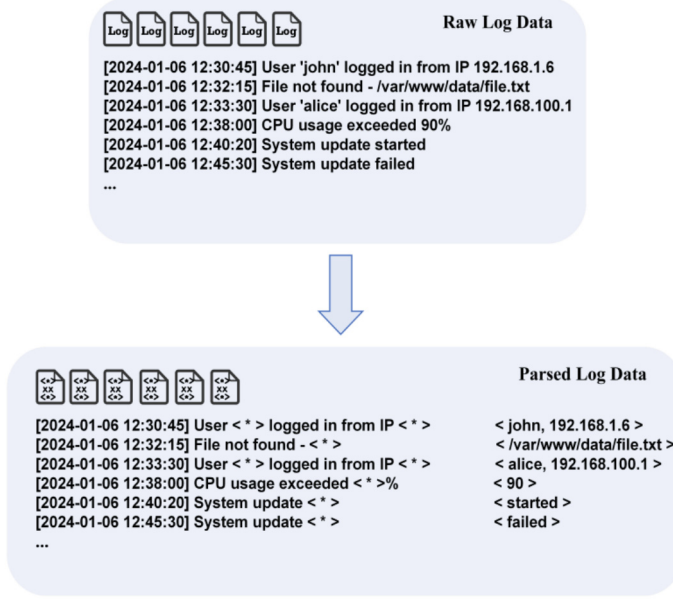 Log Log Log Log Log Log
Raw Log Data
[2024-01-06 12:30:45] User 'john' logged in from IP 192.168.1.6
[2024-01-06 12:32:15] File not found - /var/www/data/file.txt
[2024-01-06 12:33:30] User 'alice' logged in from IP 192.168.100.1
[2024-01-06 12:38:00] CPU usage exceeded 90%
[2024-01-06 12:40:20] System update started
[2024-01-06 12:45:30] System update failed
...
<*> <*> <*> <*> <*> <*>
xx xx xx xx xx xx
<*> <*> <*> <*> <*> <*>
Parsed Log Data
[2024-01-06 12:30:45] User < * > logged in from IP < * > < john, 192.168.1.6 >
[2024-01-06 12:32:15] File not found - < * > < /var/www/data/file.txt >
[2024-01-06 12:33:30] User < * > logged in from IP < * > < alice, 192.168.100.1 >
[2024-01-06 12:38:00] CPU usage exceeded < * >% < 90 >
[2024-01-06 12:40:20] System update < * > < started >
[2024-01-06 12:45:30] System update < * > < failed >
...